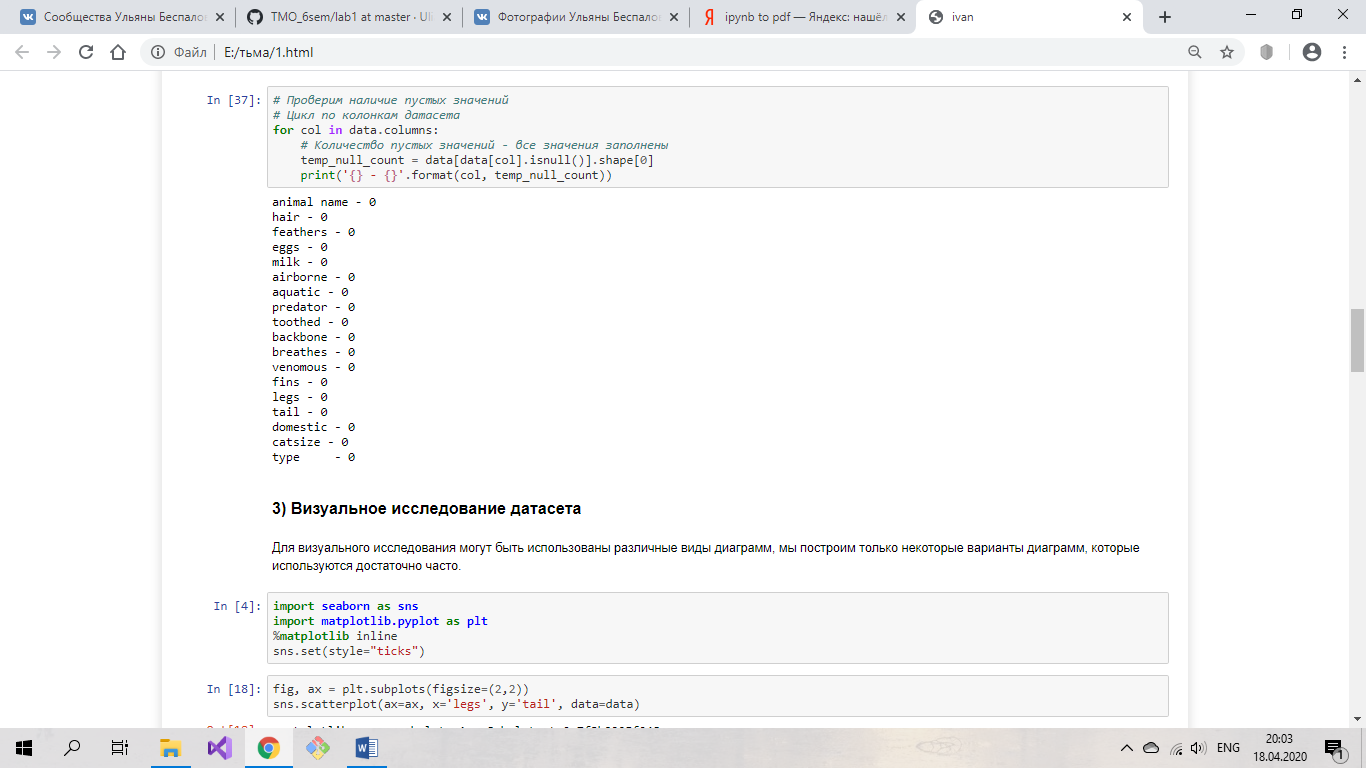 Сообщества Ульяны Беспалов
TMO_6sem/lab1 at master · Uli
Фотографии Ульяны Беспалов
ipynb to pdf — Яндекс: нашёл
ivan
Файл
E:/тьма/1.html
In [37]:
# Проверим наличие пустых значений
# Цикл по колонкам датасета
for col in data.columns:
    # Количество пустых значений - все значения заполнены
    temp_null_count = data[data[col].isnull()].shape[0]
    print('{} - {}'.format(col, temp_null_count))
animal name - 0
hair - 0
feathers - 0
eggs - 0
milk - 0
airborne - 0
aquatic - 0
predator - 0
toothed - 0
backbone - 0
breathes - 0
venomous - 0
fins - 0
legs - 0
tail - 0
domestic - 0
catsize - 0
type     - 0
3) Визуальное исследование датасета
Для визуального исследования могут быть использованы различные виды диаграмм, мы построим только некоторые варианты диаграмм, которые
используются достаточно часто.
In [4]:
import seaborn as sns
import matplotlib.pyplot as plt
%matplotlib inline
sns.set(style="ticks")
In [18]:
fig, ax = plt.subplots(figsize=(2,2))
sns.scatterplot(ax=ax, x='legs', y='tail', data=data)
ENG
20:03
18.04.2020
1